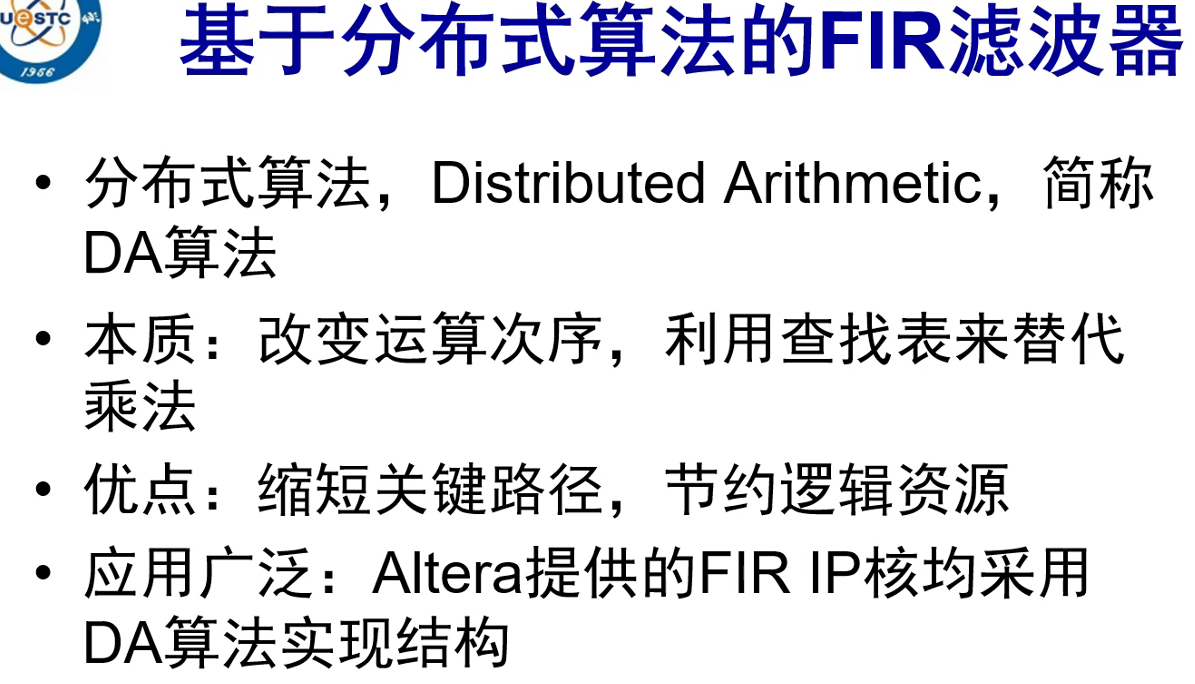 UeSTC
1956
基于分布式算法的FIR滤波器
• 分布式算法，Distributed Arithmetic，简称
DA算法
• 本质：改变运算次序，利用查找表来替代
乘法
• 优点：缩短关键路径，节约逻辑资源
• 应用广泛：Altera提供的FIR IP核均采用
DA算法实现结构